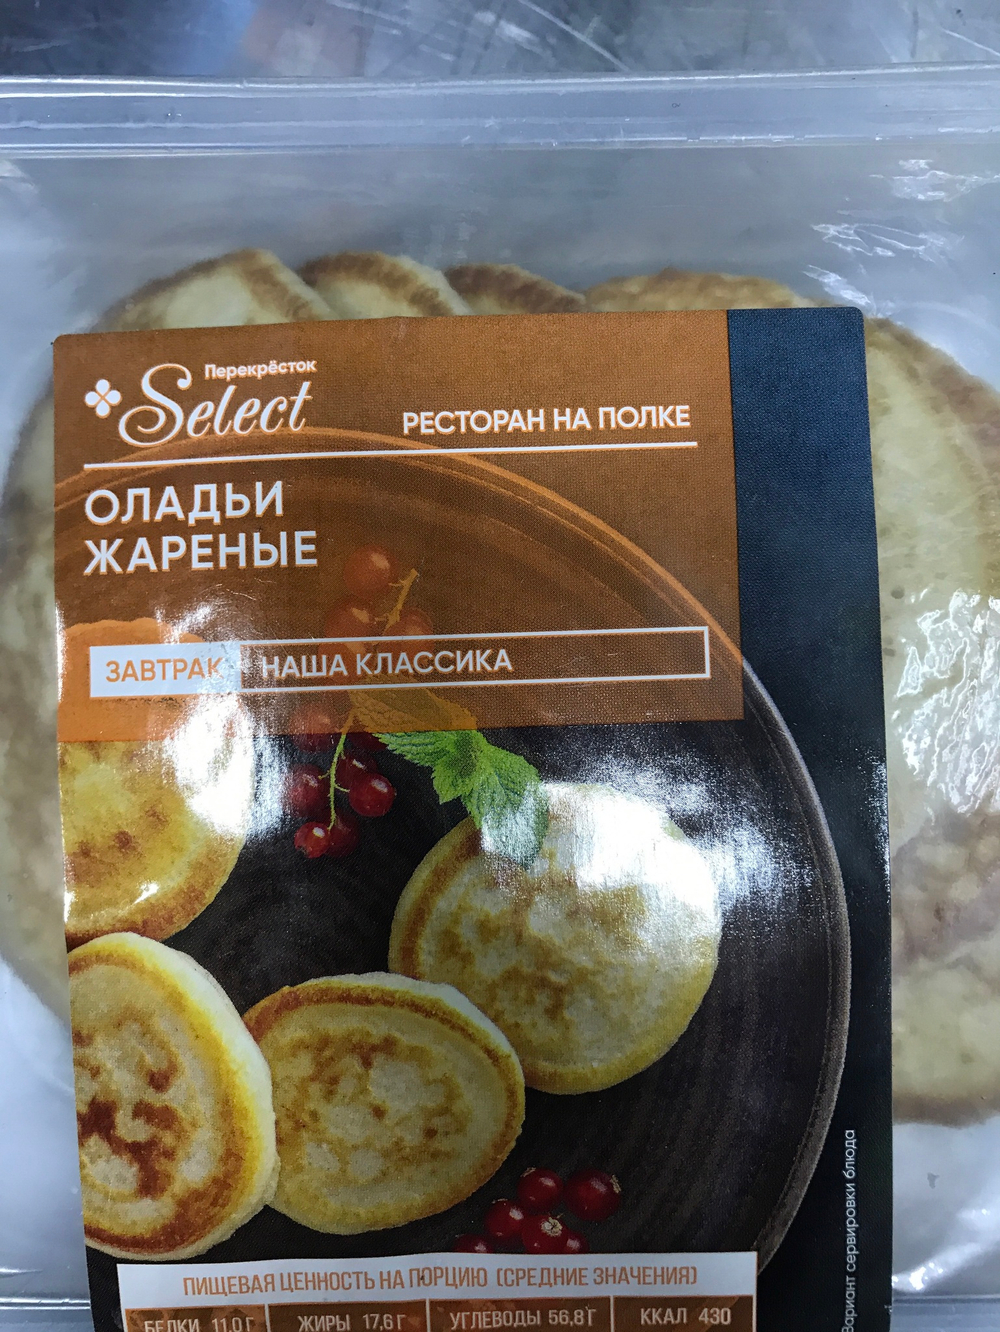 Перекрёсток
Select
РЕСТОРАН НА ПОЛКЕ
ОЛАДЬИ
ЖАРЕНЫЕ
ЗАВТРАК НАША КЛАССИКА
Вариант сервировки блюда
ПИЩЕВАЯ ЦЕННОСТЬ НА ПОРЦИЮ (СРЕДНИЕ ЗНАЧЕНИЯ)
БЕЛКИ 11,0 Г ЖИРЫ 17,6 Г УГЛЕВОДЫ 56,8 Г ККАЛ 430